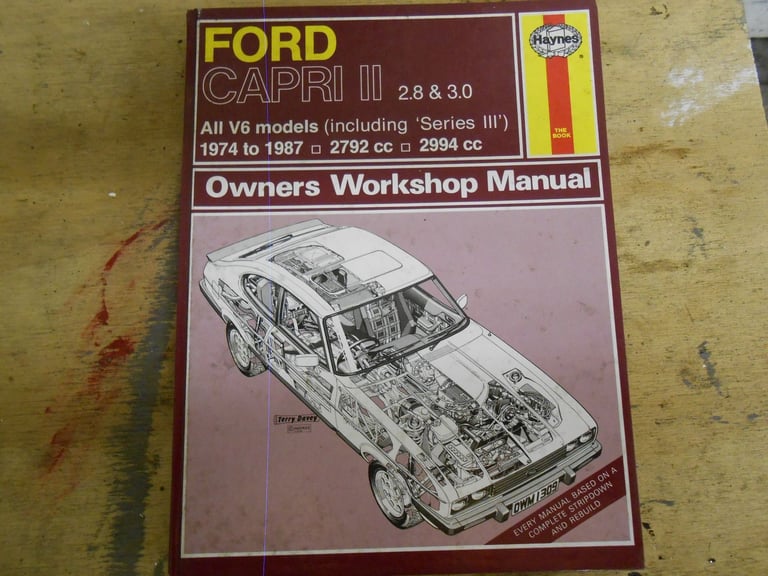 FORD
CAPRI II 2.8 & 3.0
All V6 models (including 'Series III')
1974 to 1987 □ 2792 cc □ 2994 cc
Haynes
®
THE
BOOK
Owners Workshop Manual
Terry Davey
OWM 1309
EVERY MANUAL BASED ON A
COMPLETE STRIPDOWN
AND REBUILD